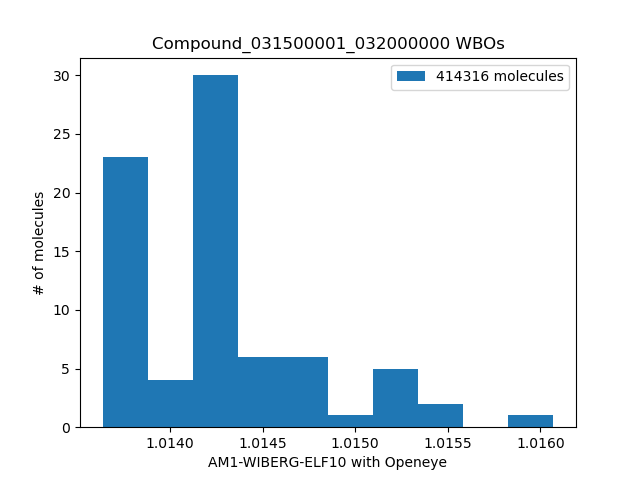 Compound_031500001_032000000 WBOs
414316 molecules
# of molecules
30
25
20
15
10
5
0
1.0140 1.0145 1.0150 1.0155 1.0160
AM1-WIBERG-ELF10 with Openeye